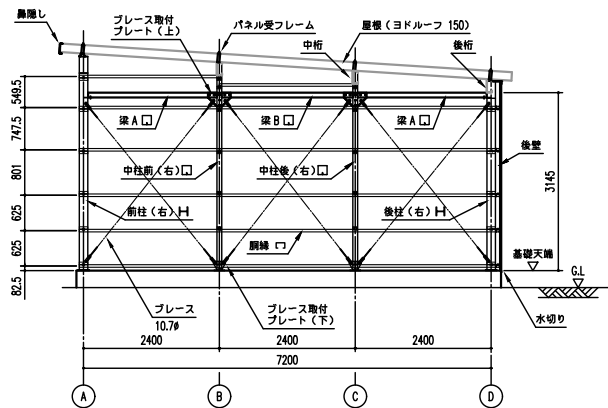 鼻隠し
ブレース取付
プレート(上)
パネル受フレーム
中桁
屋根(ヨドルーフ 150)
後桁
549.5
747.5
801
625
625
82.5
梁A
梁B
梁A
中柱前(右)
中柱後(右)
後壁
3145
前柱(右)
後柱(右)
胴縁
基礎天端
G.L
ブレース
10.7ø
ブレース取付
プレート(下)
水切り
2400
2400
2400
7200
A
B
C
D